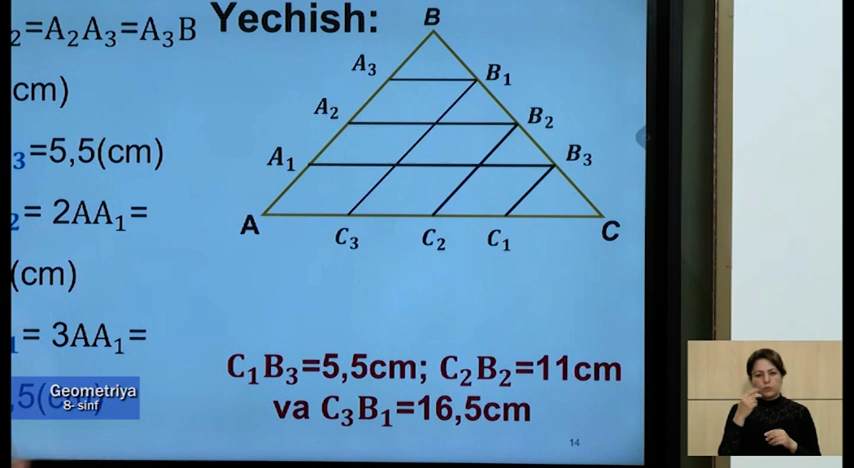 ₂=A₂A₃=A₃B
Yechish:
cm)
₃=5,5(cm)
₂= 2AA₁=
(cm)
= 3AA₁=
,5(
B
A₃
B₁
A₂
B₂
A₁
B₃
A
C₃
C₂
C₁
C
C₁B₃=5,5cm; C₂B₂=11cm
va C₃B₁=16,5cm
Geometriya
8- sinf
14